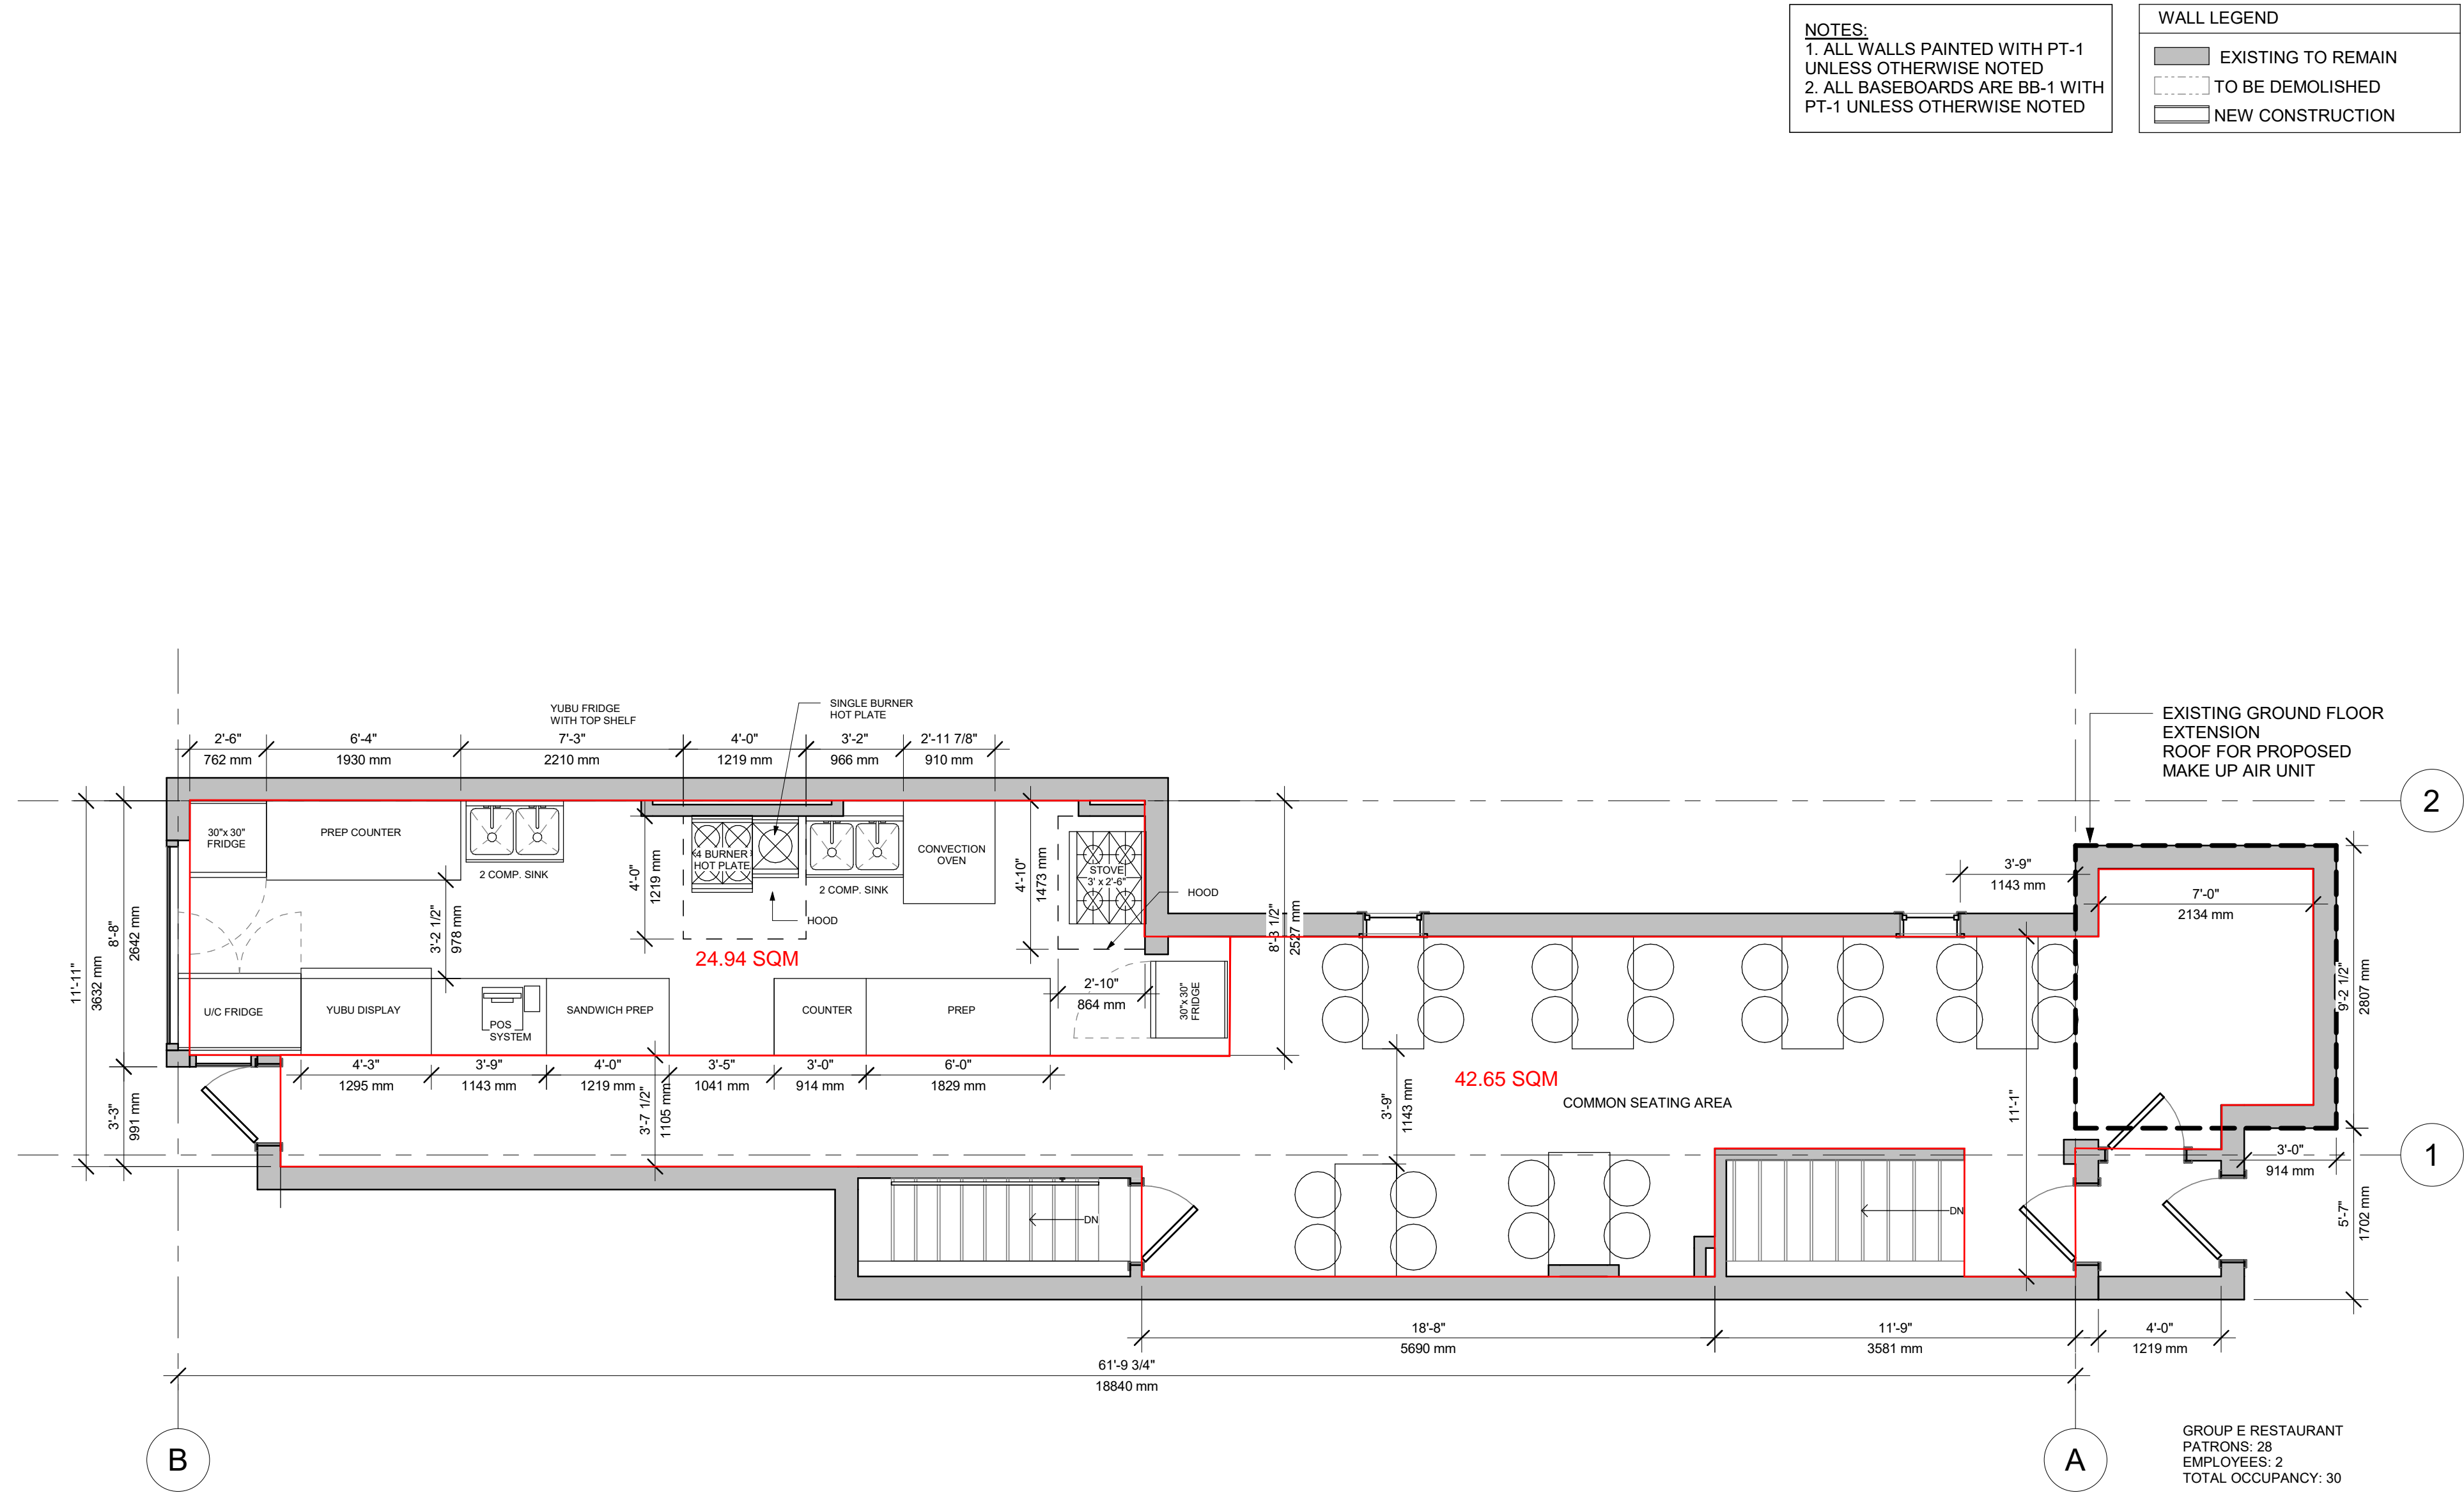 NOTES:
1. ALL WALLS PAINTED WITH PT-1
UNLESS OTHERWISE NOTED
2. ALL BASEBOARDS ARE BB-1 WITH
PT-1 UNLESS OTHERWISE NOTED
WALL LEGEND
EXISTING TO REMAIN
TO BE DEMOLISHED
NEW CONSTRUCTION
YUBU FRIDGE
WITH TOP SHELF
SINGLE BURNER
HOT PLATE
EXISTING GROUND FLOOR
EXTENSION
ROOF FOR PROPOSED
MAKE UP AIR UNIT
2'-6"
762 mm
6'-4"
1930 mm
7'-3"
2210 mm
4'-0"
1219 mm
3'-2"
966 mm
2'-11 7/8"
910 mm
2
30"x 30"
FRIDGE
PREP COUNTER
2 COMP. SINK
4'-0"
1219 mm
4 BURNER
HOT PLATE
HOOD
2 COMP. SINK
CONVECTION
OVEN
4'-10"
1473 mm
STOVE
3' x 2'-6"
HOOD
8'-3 1/2"
2527 mm
3'-9"
1143 mm
7'-0"
2134 mm
9'-2 1/2"
2807 mm
11'-11"
3632 mm
8'-8"
2642 mm
3'-2 1/2"
978 mm
24.94 SQM
2'-10"
864 mm
30"x 30"
FRIDGE
U/C FRIDGE
YUBU DISPLAY
POS
SYSTEM
SANDWICH PREP
COUNTER
PREP
4'-3"
1295 mm
3'-9"
1143 mm
4'-0"
1219 mm
3'-5"
1041 mm
3'-0"
914 mm
6'-0"
1829 mm
3'-3"
991 mm
3'-7 1/2"
1105 mm
42.65 SQM
COMMON SEATING AREA
3'-9"
1143 mm
11'-1"
1
3'-0"
914 mm
5'-7"
1702 mm
DN
DN
18'-8"
5690 mm
11'-9"
3581 mm
4'-0"
1219 mm
61'-9 3/4"
18840 mm
B
A
GROUP E RESTAURANT
PATRONS: 28
EMPLOYEES: 2
TOTAL OCCUPANCY: 30